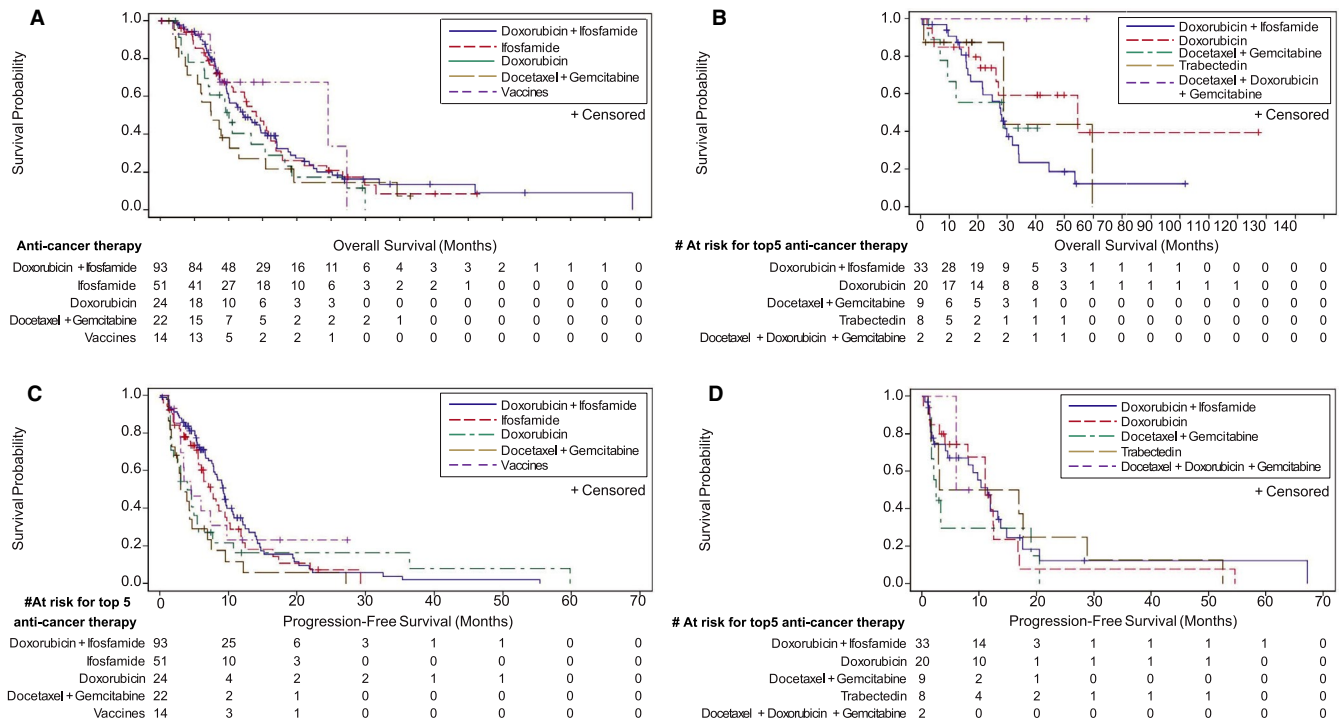 A
Survival Probability
1.0
0.8
0.6
0.4
0.2
0.0
Doxorubicin + Ifosfamide
Ifosfamide
Doxorubicin
Docetaxel + Gemcitabine
Vaccines
+ Censored
Anti-cancer therapy
Overall Survival (Months)
Doxorubicin + Ifosfamide 93 84 48 29 16 11 6 4 3 3 2 1 1 1 0
Ifosfamide 51 41 27 18 10 6 3 2 2 1 0 0 0 0 0
Doxorubicin 24 18 10 6 3 3 0 0 0 0 0 0 0 0 0
Docetaxel + Gemcitabine 22 15 7 5 2 2 2 1 0 0 0 0 0 0 0
Vaccines 14 13 5 2 2 1 0 0 0 0 0 0 0 0 0
B
Survival Probability
1.0
0.8
0.6
0.4
0.2
0.0
Doxorubicin + Ifosfamide
Doxorubicin
Docetaxel + Gemcitabine
Trabectedin
Docetaxel + Doxorubicin
+ Gemcitabine
+ Censored
0 10 20 30 40 50 60 70 80 90 100 110 120 130 140
# At risk for top5 anti-cancer therapy
Overall Survival (Months)
Doxorubicin + Ifosfamide 33 28 19 9 5 3 1 1 1 1 0 0 0 0 0
Doxorubicin 20 17 14 8 8 3 1 1 1 1 1 1 0 0 0
Docetaxel + Gemcitabine 9 6 5 3 1 0 0 0 0 0 0 0 0 0 0
Trabectedin 8 5 2 1 1 1 0 0 0 0 0 0 0 0 0
Docetaxel + Doxorubicin + Gemcitabine 2 2 2 2 1 1 0 0 0 0 0 0 0 0 0
C
Survival Probability
1.0
0.8
0.6
0.4
0.2
0.0
Doxorubicin + Ifosfamide
Ifosfamide
Doxorubicin
Docetaxel + Gemcitabine
Vaccines
+ Censored
0 10 20 30 40 50 60 70
#At risk for top 5
anti-cancer therapy
Progression-Free Survival (Months)
Doxorubicin + Ifosfamide 93 25 6 3 1 1 0 0
Ifosfamide 51 10 3 0 0 0 0 0
Doxorubicin 24 4 2 2 1 1 0 0
Docetaxel + Gemcitabine 22 2 1 0 0 0 0 0
Vaccines 14 3 1 0 0 0 0 0
D
Survival Probability
1.0
0.8
0.6
0.4
0.2
0.0
Doxorubicin + Ifosfamide
Doxorubicin
Docetaxel + Gemcitabine
Trabectedin
Docetaxel + Doxorubicin + Gemcitabine
+ Censored
0 10 20 30 40 50 60 70
# At risk for top5 anti-cancer therapy
Progression-Free Survival (Months)
Doxorubicin + Ifosfamide 33 14 3 1 1 1 1 0
Doxorubicin 20 10 1 1 1 1 0 0
Docetaxel + Gemcitabine 9 2 1 0 0 0 0 0
Trabectedin 8 4 2 1 1 1 0 0
Docetaxel + Doxorubicin + Gemcitabine 2 0 0 0 0 0 0 0